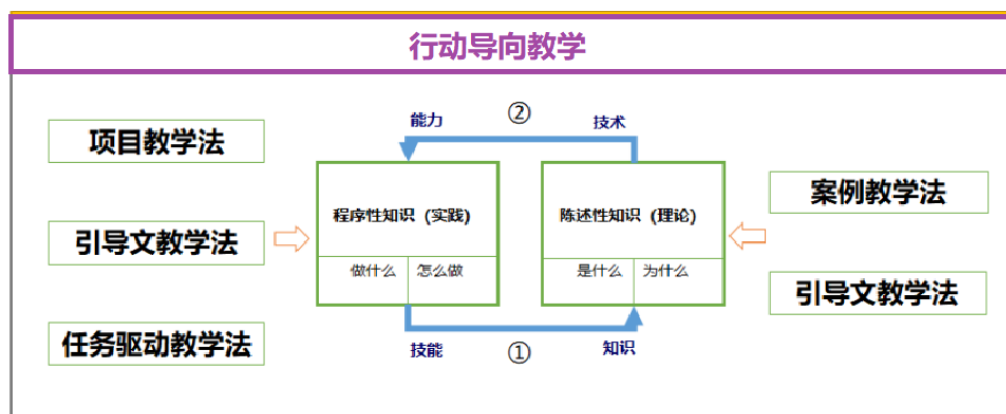 行动导向教学
②
能力
技术
项目教学法
引导文教学法
任务驱动教学法
程序性知识（实践）
做什么
怎么做
陈述性知识（理论）
是什么
为什么
案例教学法
引导文教学法
技能
①
知识